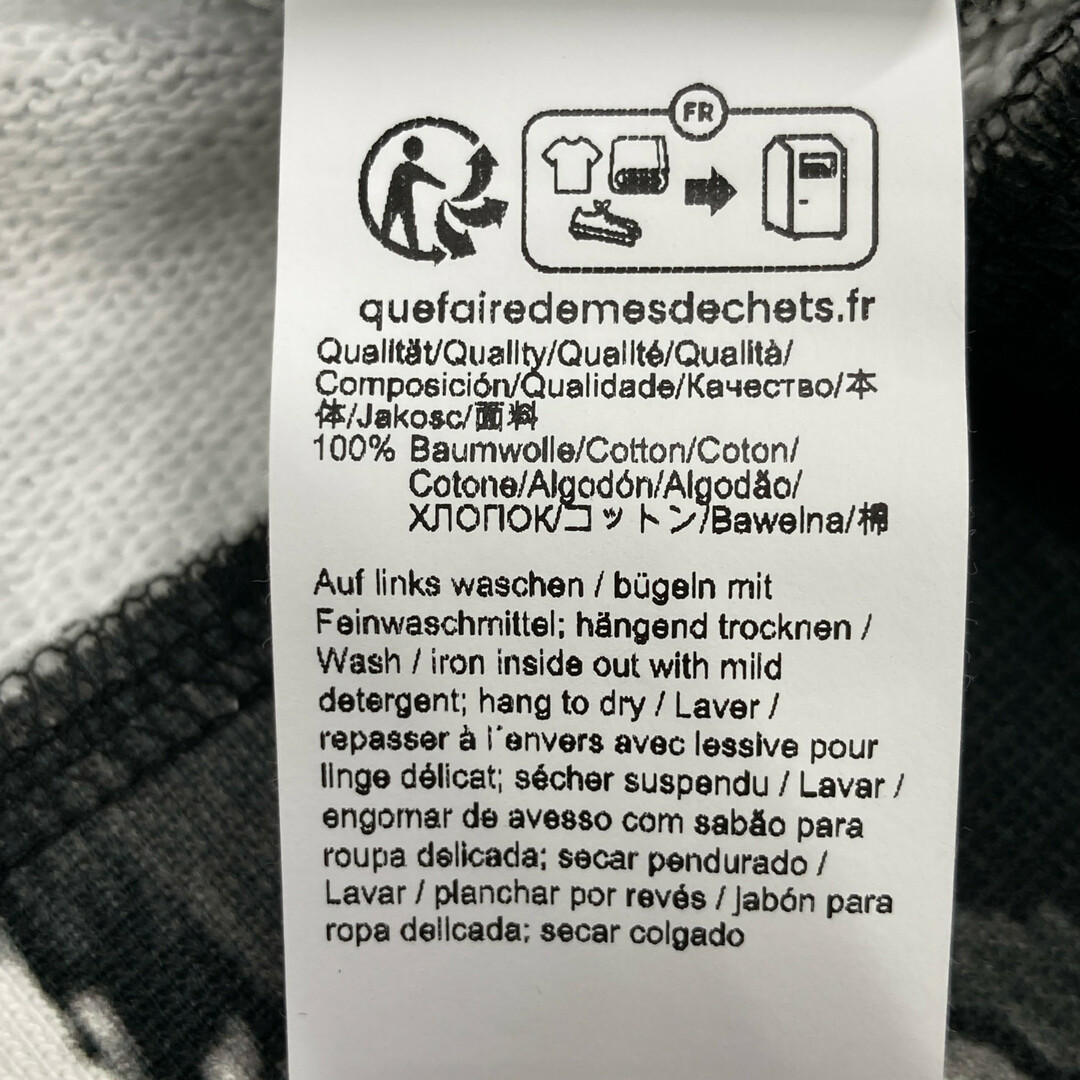 FR
quefairedemesdechets.fr
Qualität/Quality/Qualité/Qualità/
Composición/Qualidade/Качество/本
体/Jakosc/面料
100% Baumwolle/Cotton/Coton/
Cotone/Algodón/Algodão/
ХЛОПОК/コットン/Bawelna/棉
Auf links waschen / bügeln mit
Feinwaschmittel; hängend trocknen /
Wash / iron inside out with mild
detergent; hang to dry / Laver /
repasser à l´envers avec lessive pour
linge délicat; sécher suspendu / Lavar /
engomar de avesso com sabão para
roupa delicada; secar pendurado /
Lavar / planchar por revés / jabón para
ropa delicada; secar colgado